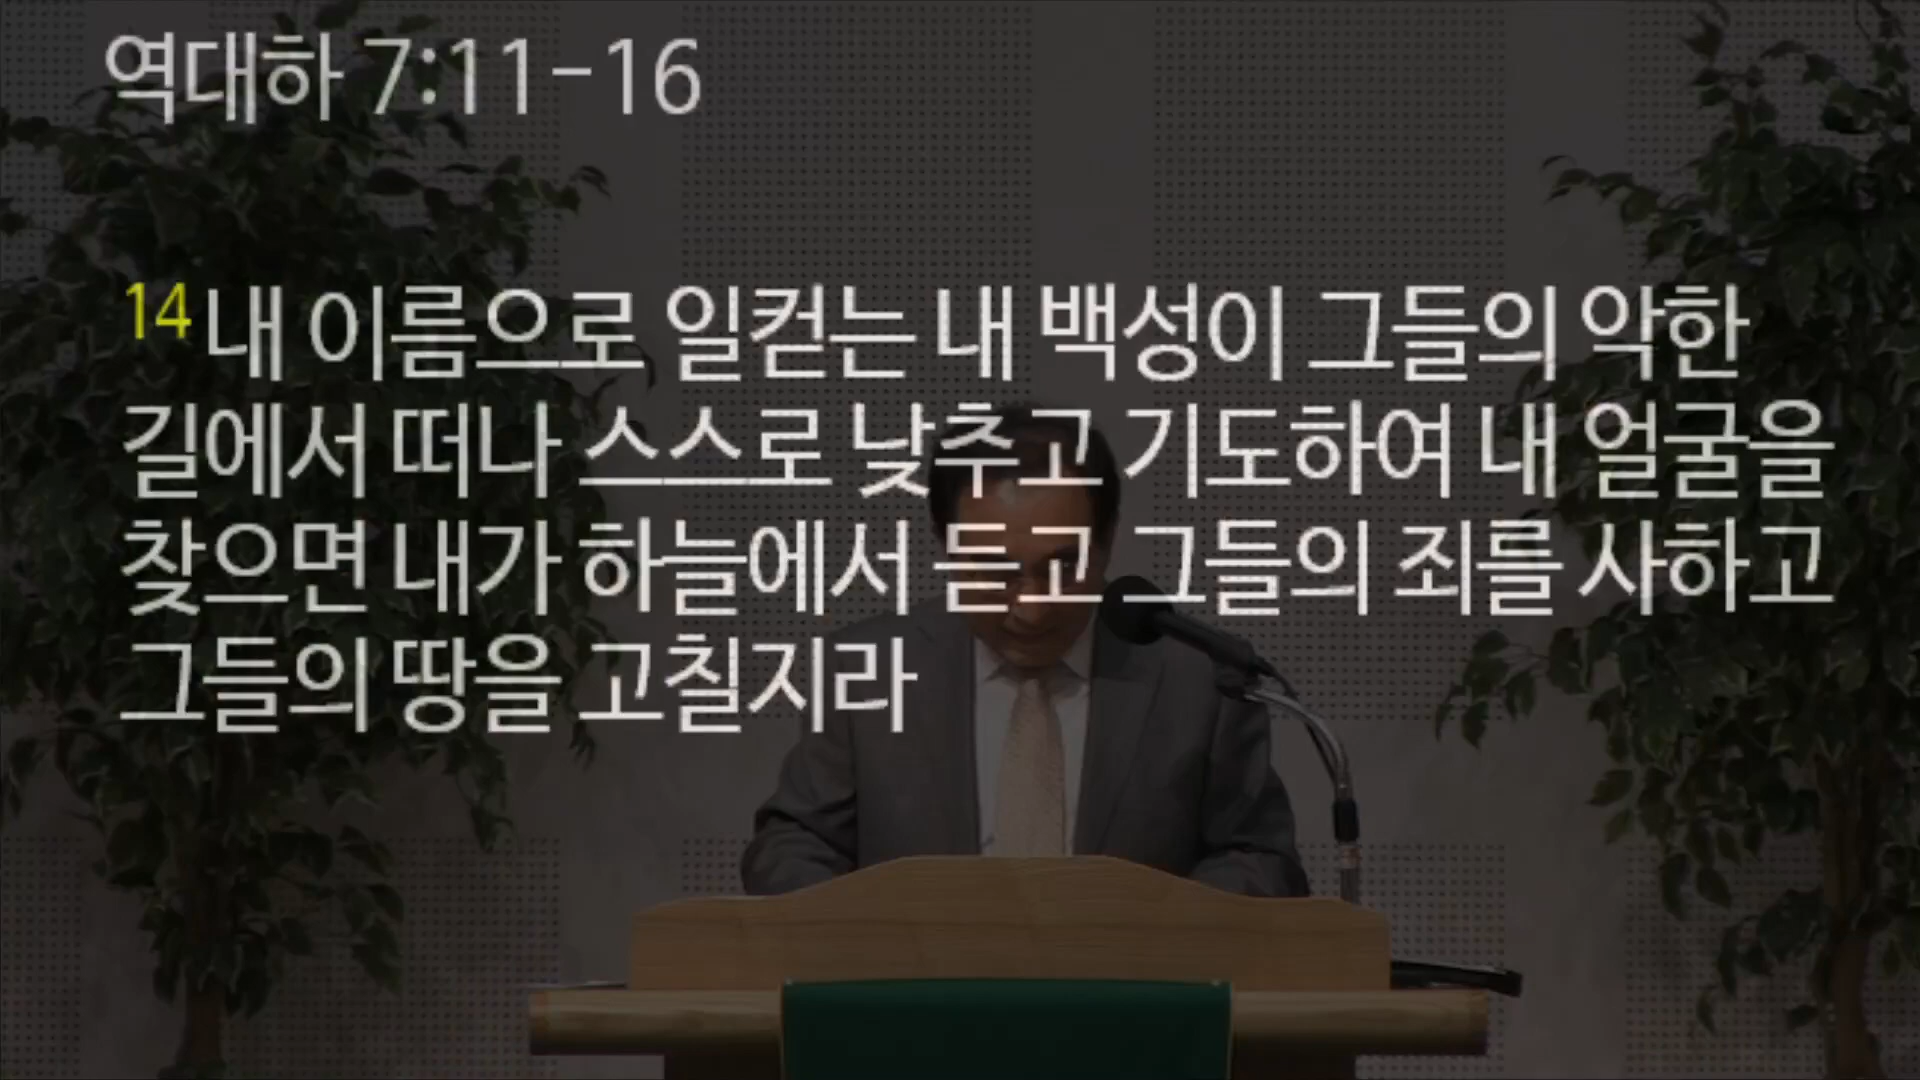 역대하 7:11-16
14 내 이름으로 일컫는 내 백성이 그들의 악한
길에서 떠나 스스로 낮추고 기도하여 내 얼굴을
찾으면 내가 하늘에서 듣고 그들의 죄를 사하고
그들의 땅을 고칠지라